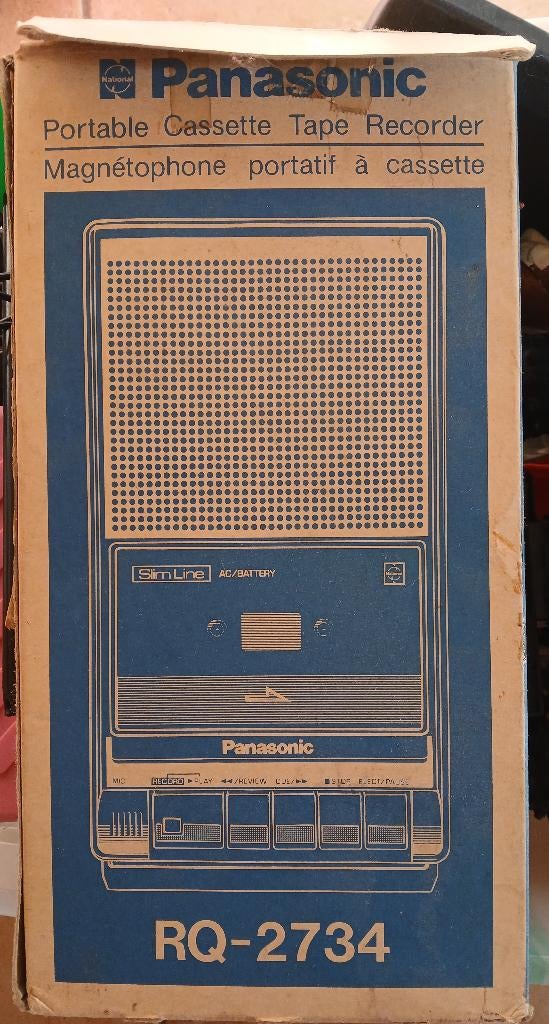 National Panasonic
Portable Cassette Tape Recorder
Magnétophone portatif à cassette
Slim Line AC/BATTERY National
Panasonic
MIC RECORD ▶PLAY ◀◀/REVIEW CUE/▶▶ ■STOP EJECT/PAUSE
RQ-2734